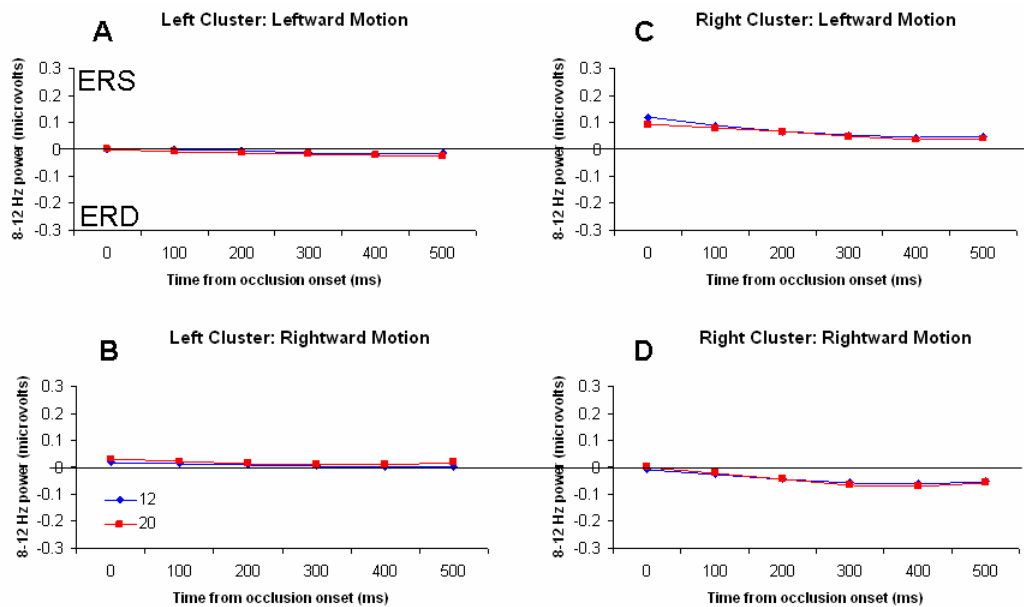 A
Left Cluster: Leftward Motion
8-12 Hz power (microvolts)
0.3
0.2
0.1
0
-0.1
-0.2
-0.3
ERS
ERD
0 100 200 300 400 500
Time from occlusion onset (ms)
C
Right Cluster: Leftward Motion
8-12 Hz power (microvolts)
0.3
0.2
0.1
0
-0.1
-0.2
-0.3
0 100 200 300 400 500
Time from occlusion onset (ms)
B
Left Cluster: Rightward Motion
8-12 Hz power (microvolts)
0.3
0.2
0.1
0
-0.1
-0.2
-0.3
12
20
0 100 200 300 400 500
Time from occlusion onset (ms)
D
Right Cluster: Rightward Motion
8-12 Hz power (microvolts)
0.3
0.2
0.1
0
-0.1
-0.2
-0.3
0 100 200 300 400 500
Time from occlusion onset (ms)